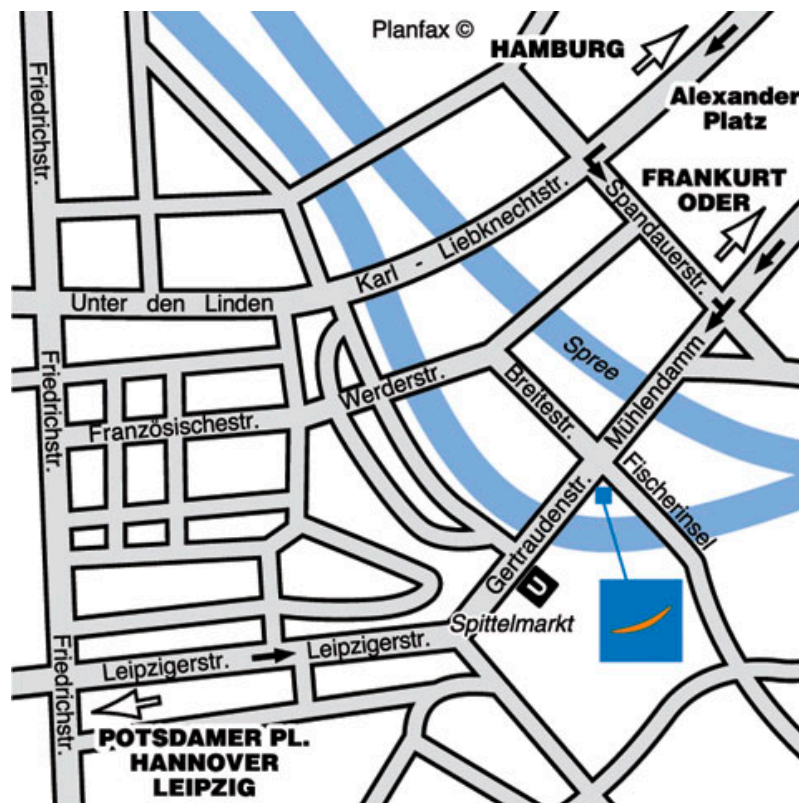 Planfax ©
HAMBURG
Alexander
Platz
Friedrichstr.
FRANKURT
ODER
Spandauerstr.
Karl - Liebknechtstr.
Unter den Linden
Friedrichstr.
Spree
Mühlendamm
Werderstr.
Breitestr.
Französischestr.
Fischerinsel
Gertraudenstr.
U
Spittelmarkt
Friedrichstr.
Leipzigerstr.
Leipzigerstr.
POTSDAMER PL.
HANNOVER
LEIPZIG